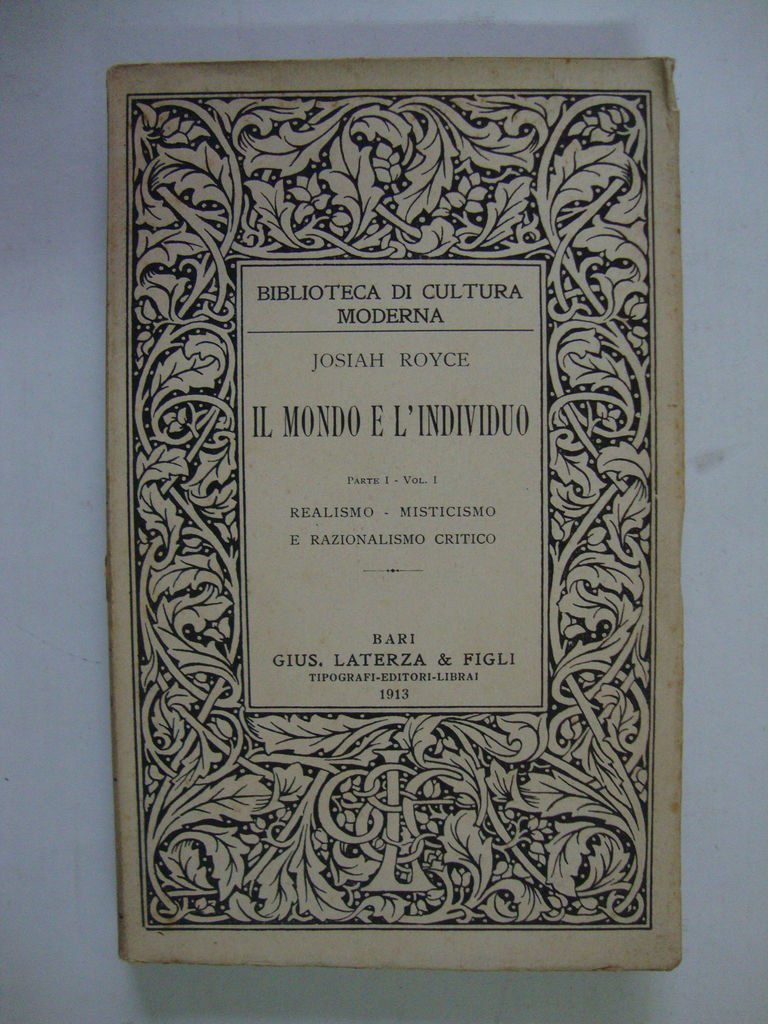 BIBLIOTECA DI CULTURA
MODERNA
JOSIAH ROYCE
IL MONDO E L'INDIVIDUO
PARTE I - VOL. I
REALISMO - MISTICISMO
E RAZIONALISMO CRITICO
BARI
GIUS. LATERZA & FIGLI
TIPOGRAFI-EDITORI-LIBRAI
1913